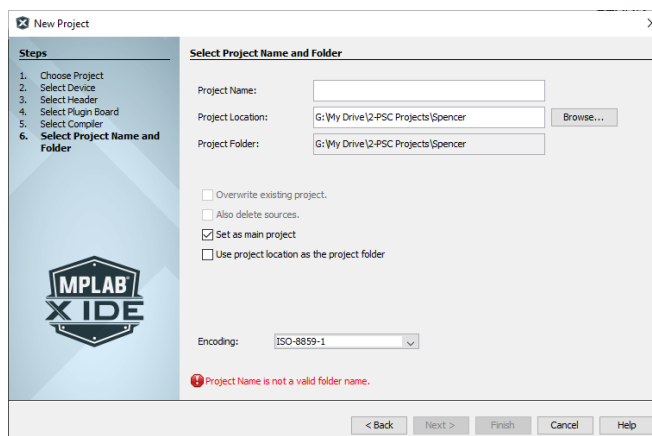 New Project
Steps
1. Choose Project
2. Select Device
3. Select Header
4. Select Plugin Board
5. Select Compiler
6. Select Project Name and
Folder
MPLAB®
X IDE
Select Project Name and Folder
Project Name:
Project Location: G:\My Drive\2-PSC Projects\Spencer Browse...
Project Folder: G:\My Drive\2-PSC Projects\Spencer
Overwrite existing project.
Also delete sources.
Set as main project
Use project location as the project folder
Encoding: ISO-8859-1
Project Name is not a valid folder name.
< Back Next > Finish Cancel Help